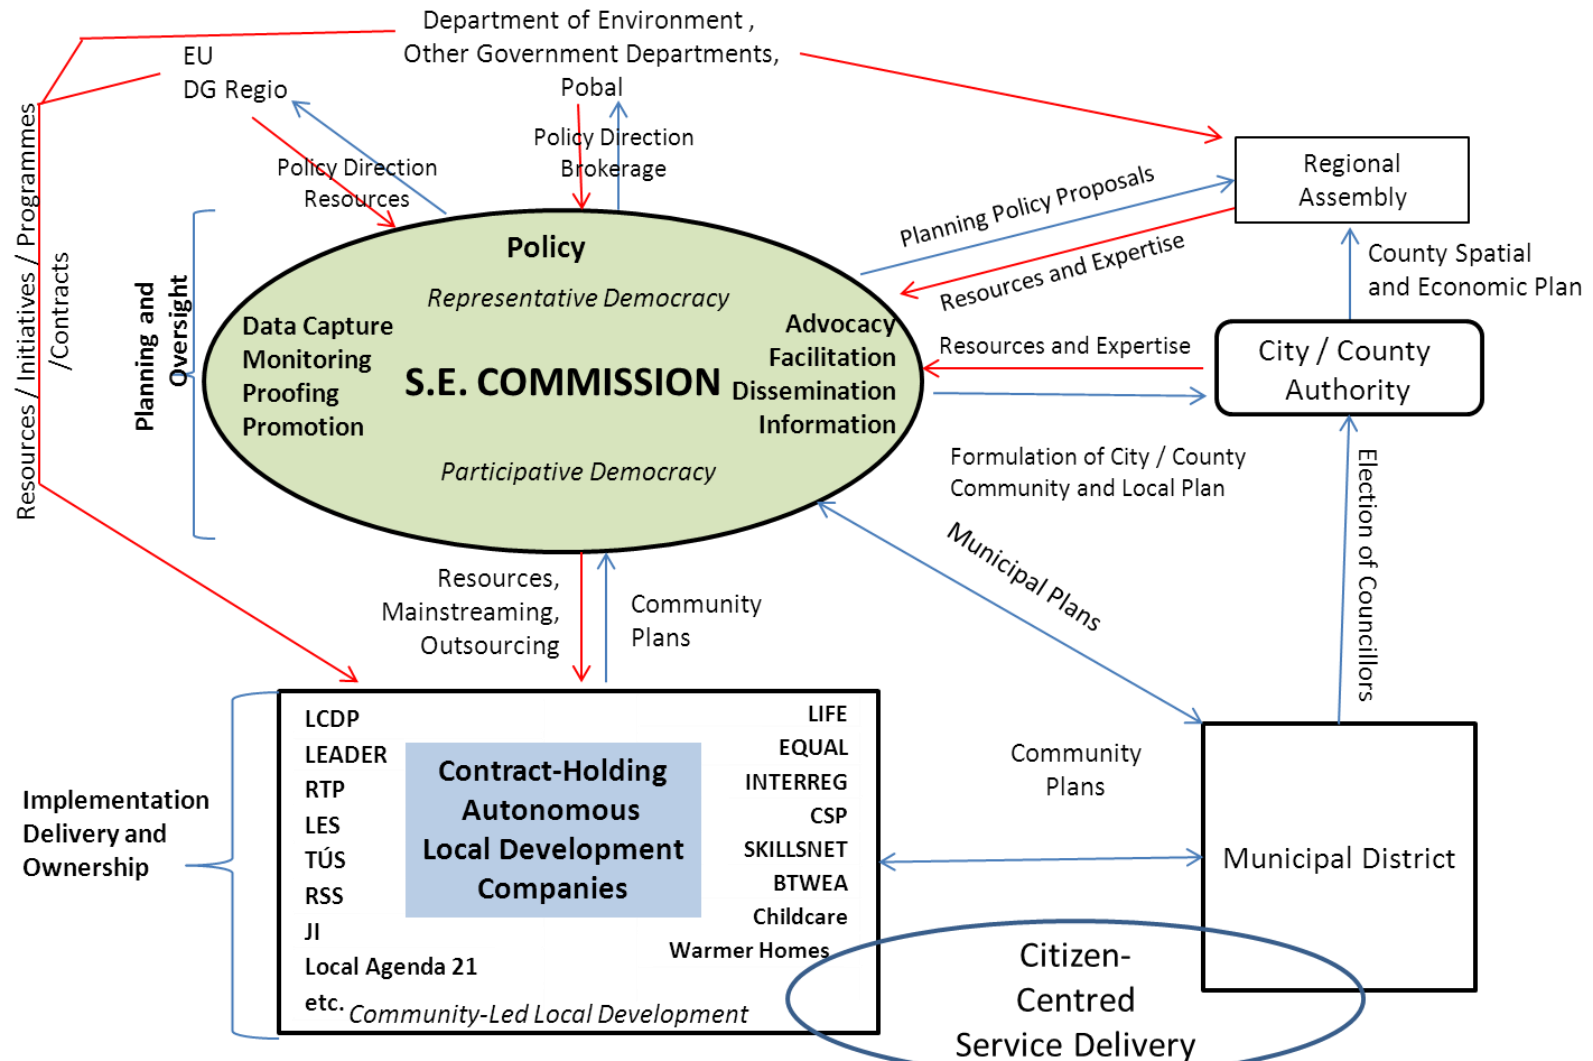 Department of Environment ,
Other Government Departments,
Pobal
EU
DG Regio
Policy Direction
Resources
Policy Direction
Brokerage
Resources / Initiatives / Programmes
/Contracts
Planning and
Oversight
Policy
Representative Democracy
Data Capture
Monitoring
Proofing
Promotion
S.E. COMMISSION
Advocacy
Facilitation
Dissemination
Information
Participative Democracy
Planning Policy Proposals
Resources and Expertise
Regional
Assembly
County Spatial
and Economic Plan
Resources and Expertise
City / County
Authority
Formulation of City / County
Community and Local Plan
Election of Councillors
Municipal Plans
Resources,
Mainstreaming,
Outsourcing
Community
Plans
Implementation
Delivery and
Ownership
LCDP
LEADER
RTP
LES
TÚS
RSS
JI
Local Agenda 21
etc.
Contract-Holding
Autonomous
Local Development
Companies
LIFE
EQUAL
INTERREG
CSP
SKILLSNET
BTWEA
Childcare
Warmer Homes
Community-Led Local Development
Community
Plans
Municipal District
Citizen-
Centred
Service Delivery